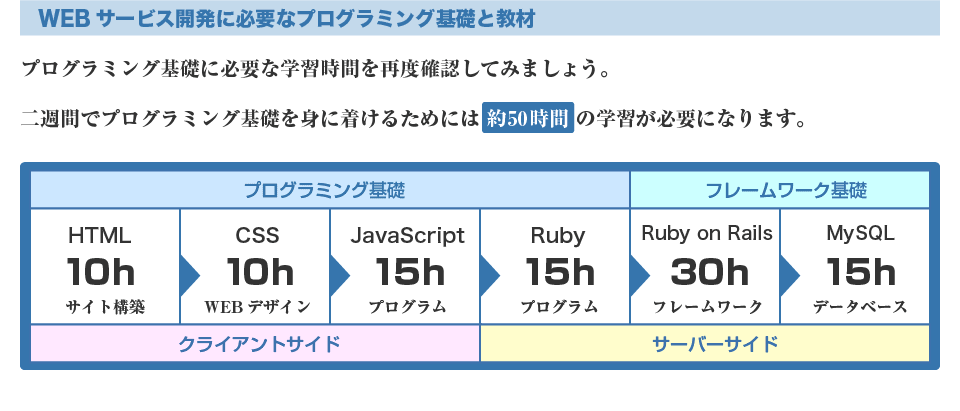 WEBサービス開発に必要なプログラミング基礎と教材
プログラミング基礎に必要な学習時間を再度確認してみましょう。
二週間でプログラミング基礎を身に着けるためには 約50時間 の学習が必要になります。
プログラミング基礎 フレームワーク基礎
HTML CSS JavaScript Ruby Ruby on Rails MySQL
10h 10h 15h 15h 30h 15h
サイト構築 WEBデザイン プログラム プログラム フレームワーク データベース
クライアントサイド サーバーサイド